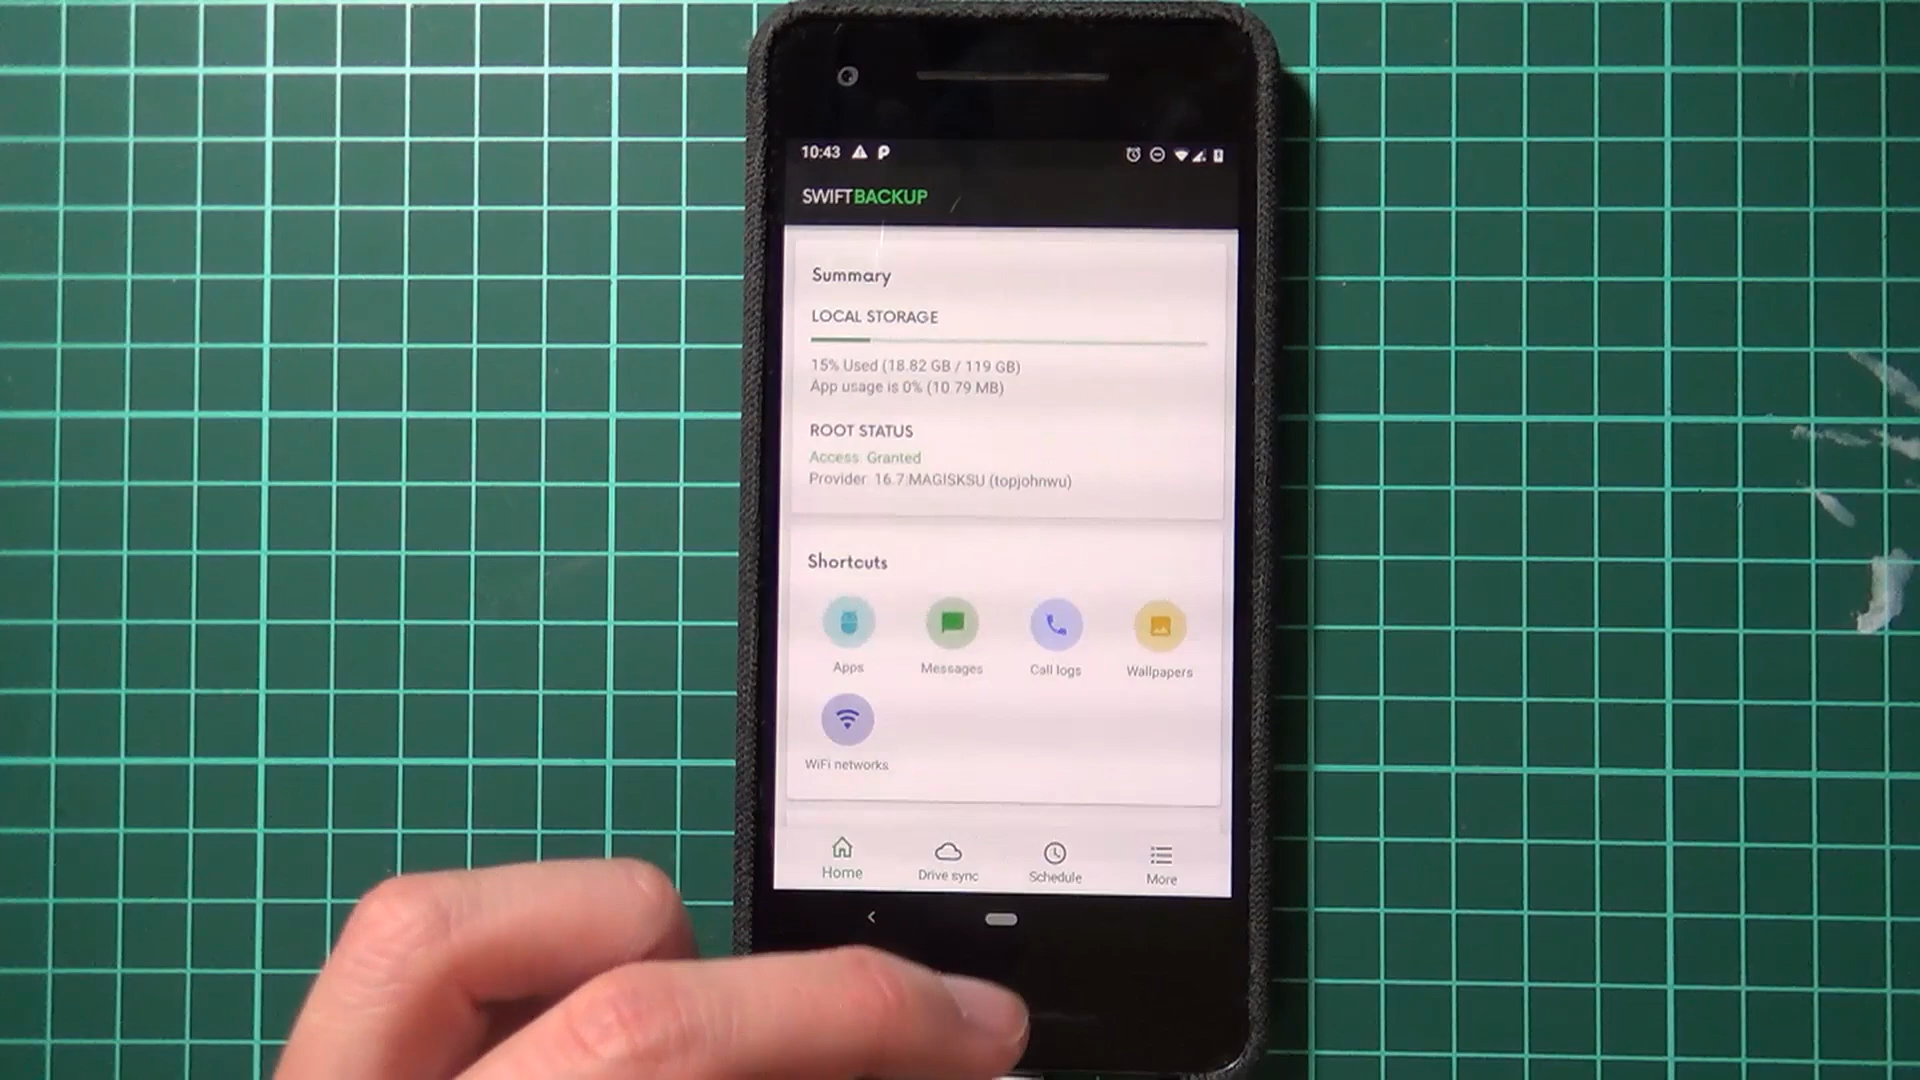 10:43
SWIFTBACKUP
Summary
LOCAL STORAGE
15% Used (18.82 GB / 119 GB)
App usage is 0% (10.79 MB)
ROOT STATUS
Access: Granted
Provider: 16.7:MAGISKSU (topjohnwu)
Shortcuts
Apps Messages Call logs Wallpapers
WiFi networks
Home Drive sync Schedule More